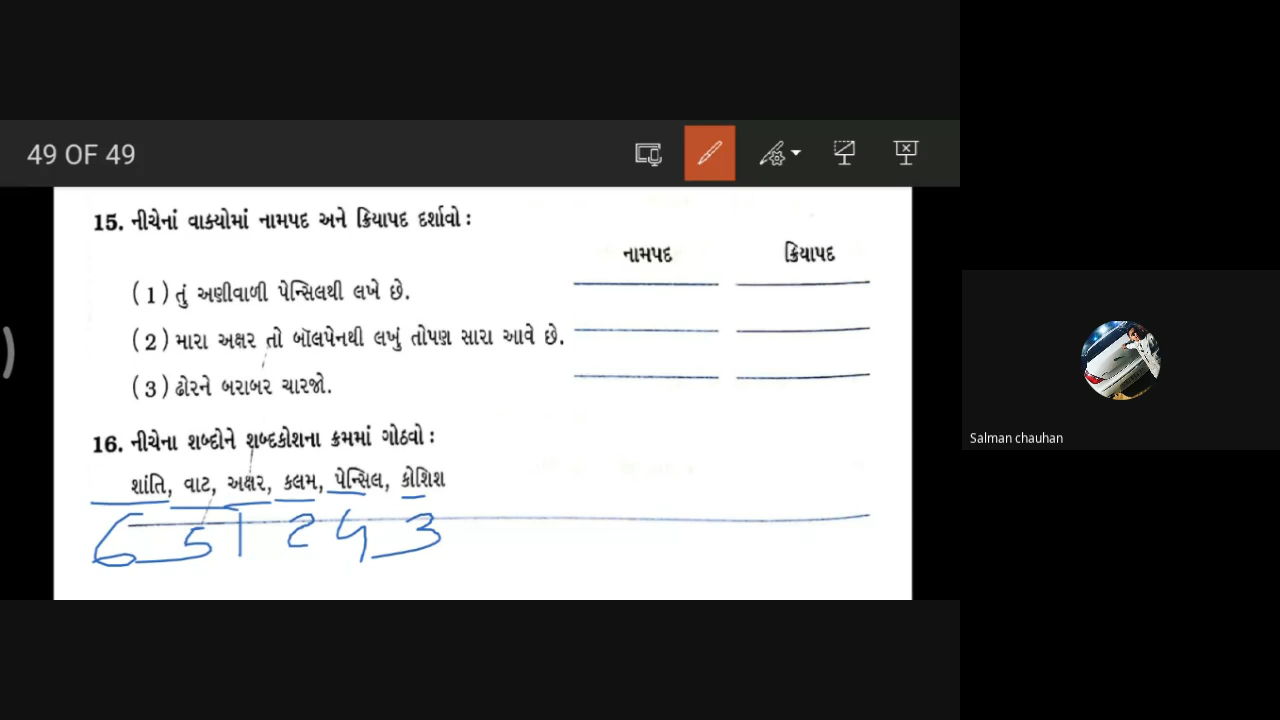 49 OF 49
15. નીચેનાં વાક્યોમાં નામપદ અને ક્રિયાપદ દર્શાવો :
નામપદ ક્રિયાપદ
(1) તું અણીવાળી પેન્સિલથી લખે છે.
(2) મારા અક્ષર તો બૉલપેનથી લખું તોપણ સારા આવે છે.
(3) ઢોરને બરાબર ચારજો.
16. નીચેના શબ્દોને શબ્દકોશના ક્રમમાં ગોઠવો :
શાંતિ, વાટ, અક્ષર, કલમ, પેન્સિલ, કોશિશ
6 5 1 2 4 3
Salman chauhan